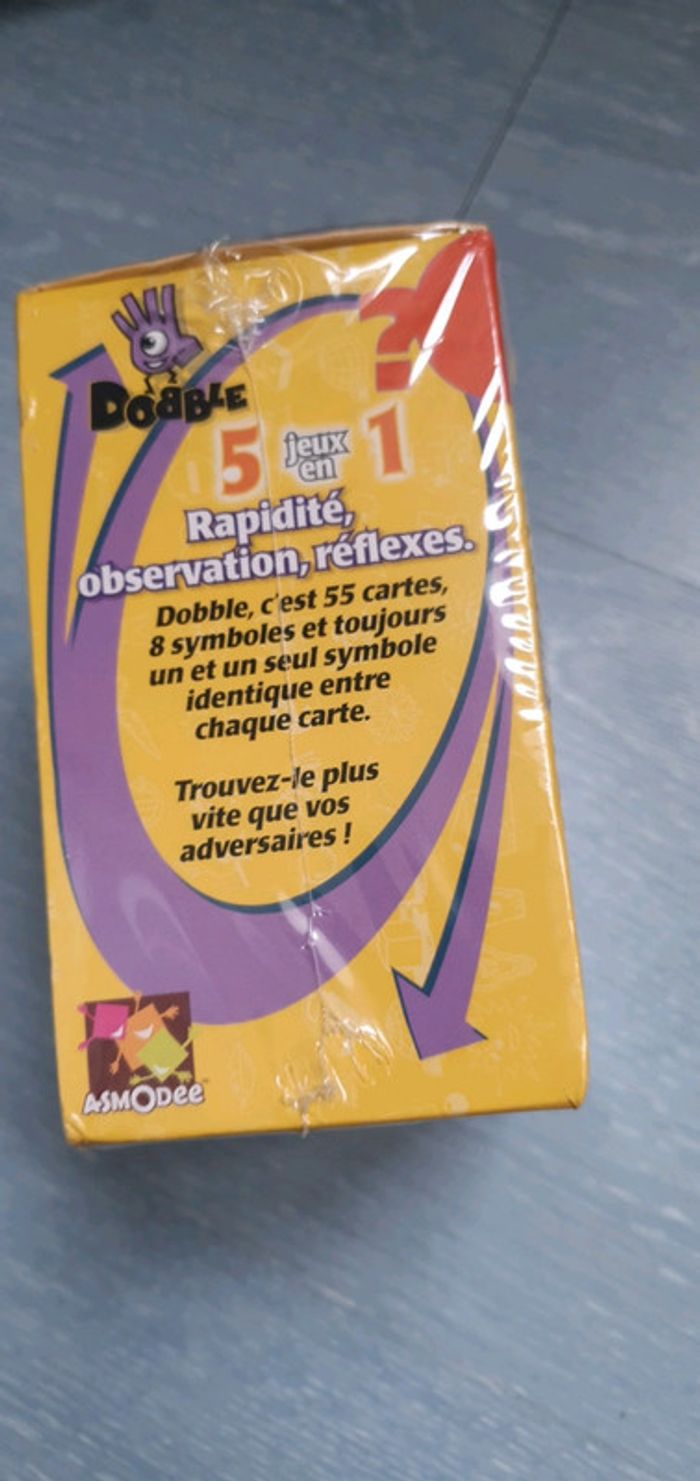 DOBBLE
?
5 jeux en 1
Rapidité,
observation, réflexes.
Dobble, c'est 55 cartes,
8 symboles et toujours
un et un seul symbole
identique entre
chaque carte.
Trouvez-le plus
vite que vos
adversaires !
ASMODee